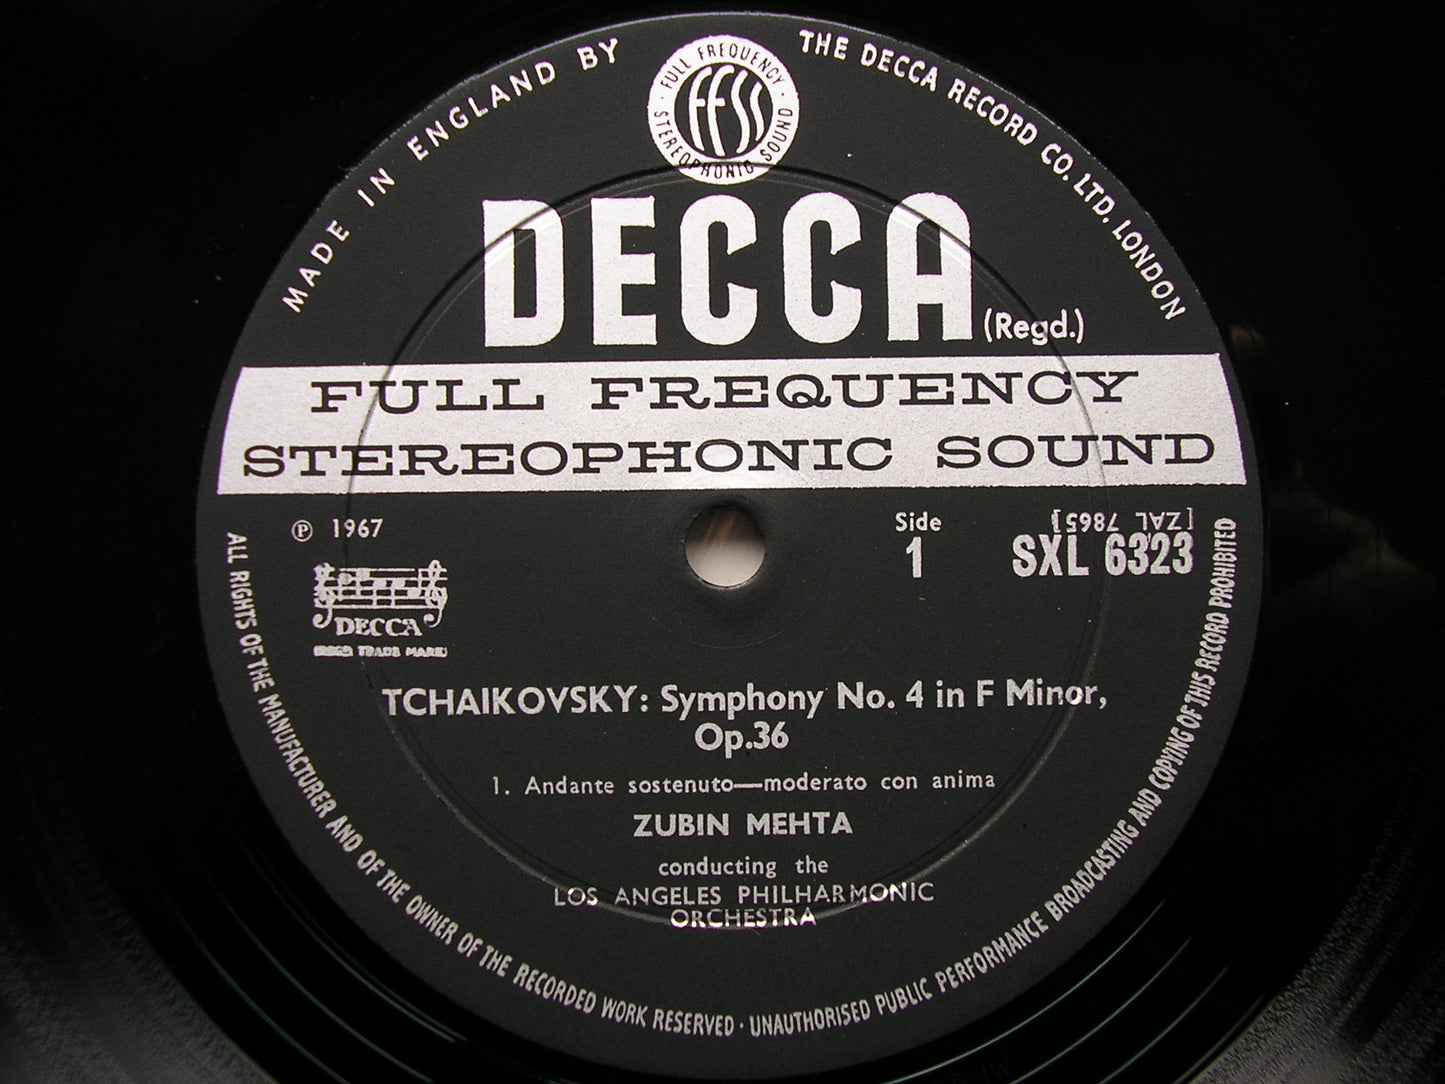 MADE IN ENGLAND BY
THE DECCA RECORD CO. LTD. LONDON
FULL FREQUENCY
STEREOPHONIC SOUND
FFSS
DECCA (Regd.)
FULL FREQUENCY
STEREOPHONIC SOUND
Ⓟ 1967
Side
1
[ZAL 7865]
SXL 6323
DECCA
(REGD TRADE MARK)
TCHAIKOVSKY: Symphony No. 4 in F Minor,
Op.36
1. Andante sostenuto—moderato con anima
ZUBIN MEHTA
conducting the
LOS ANGELES PHILHARMONIC
ORCHESTRA
ALL RIGHTS OF THE MANUFACTURER AND OF THE OWNER OF THE RECORDED WORK RESERVED · UNAUTHORISED PUBLIC PERFORMANCE BROADCASTING AND COPYING OF THIS RECORD PROHIBITED